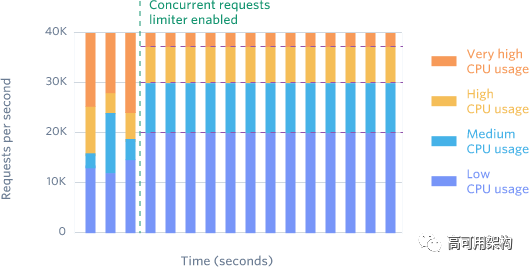 Concurrent requests
limiter enabled
40K
30K
20K
10K
0
Requests per second
Time (seconds)
Very high
CPU usage
High
CPU usage
Medium
CPU usage
Low
CPU usage
高可用架构